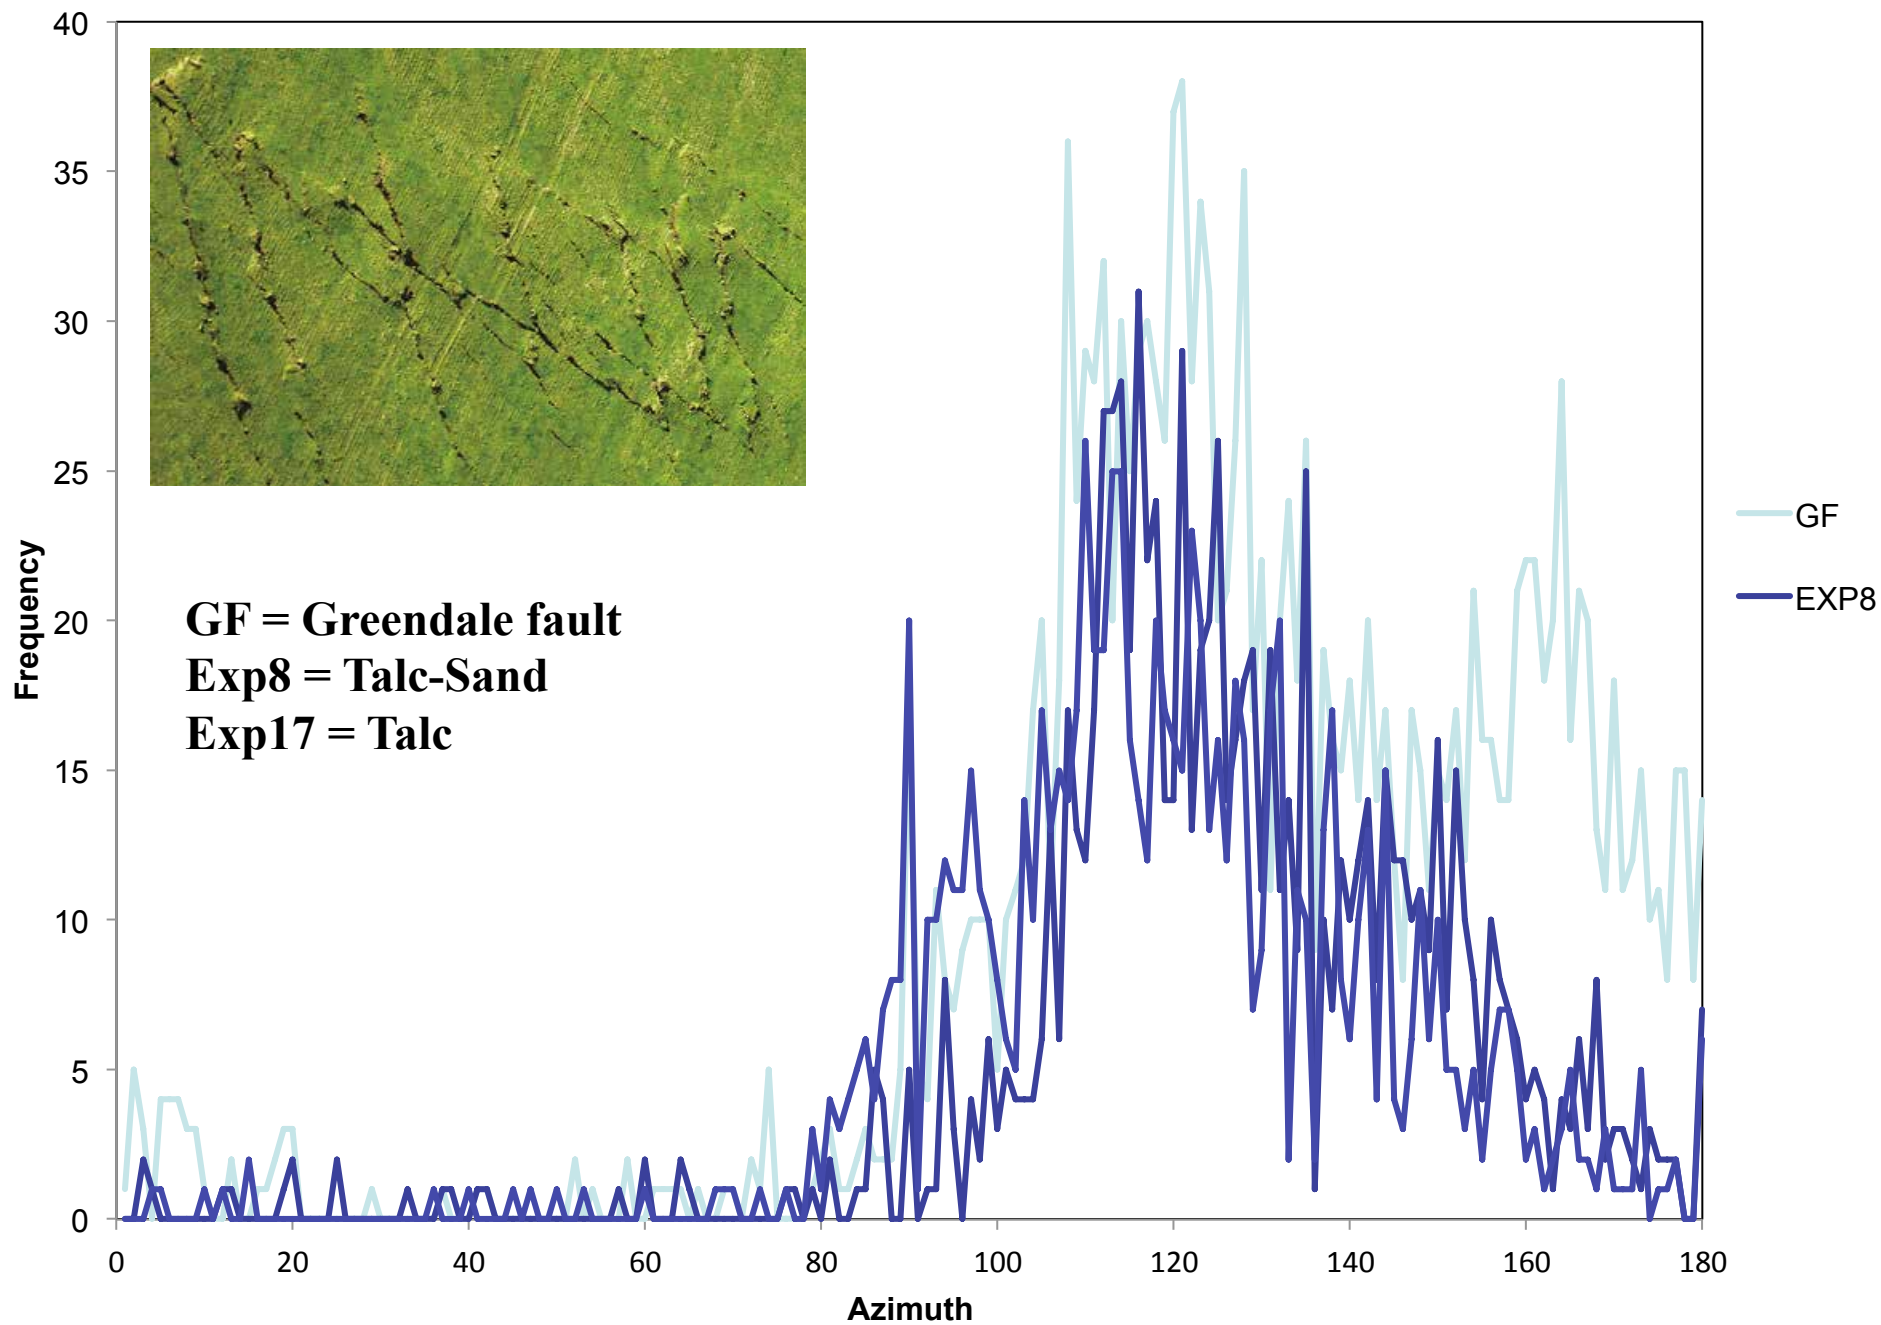 40
35
30
25
20
15
10
5
0
Frequency
GF = Greendale fault
Exp8 = Talc-Sand
Exp17 = Talc
GF
EXP8
0 20 40 60 80 100 120 140 160 180
Azimuth